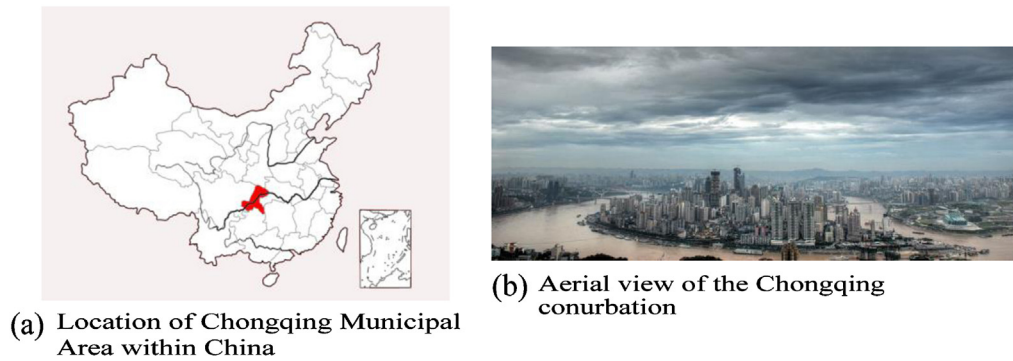 (a) Location of Chongqing Municipal
Area within China
(b) Aerial view of the Chongqing
conurbation